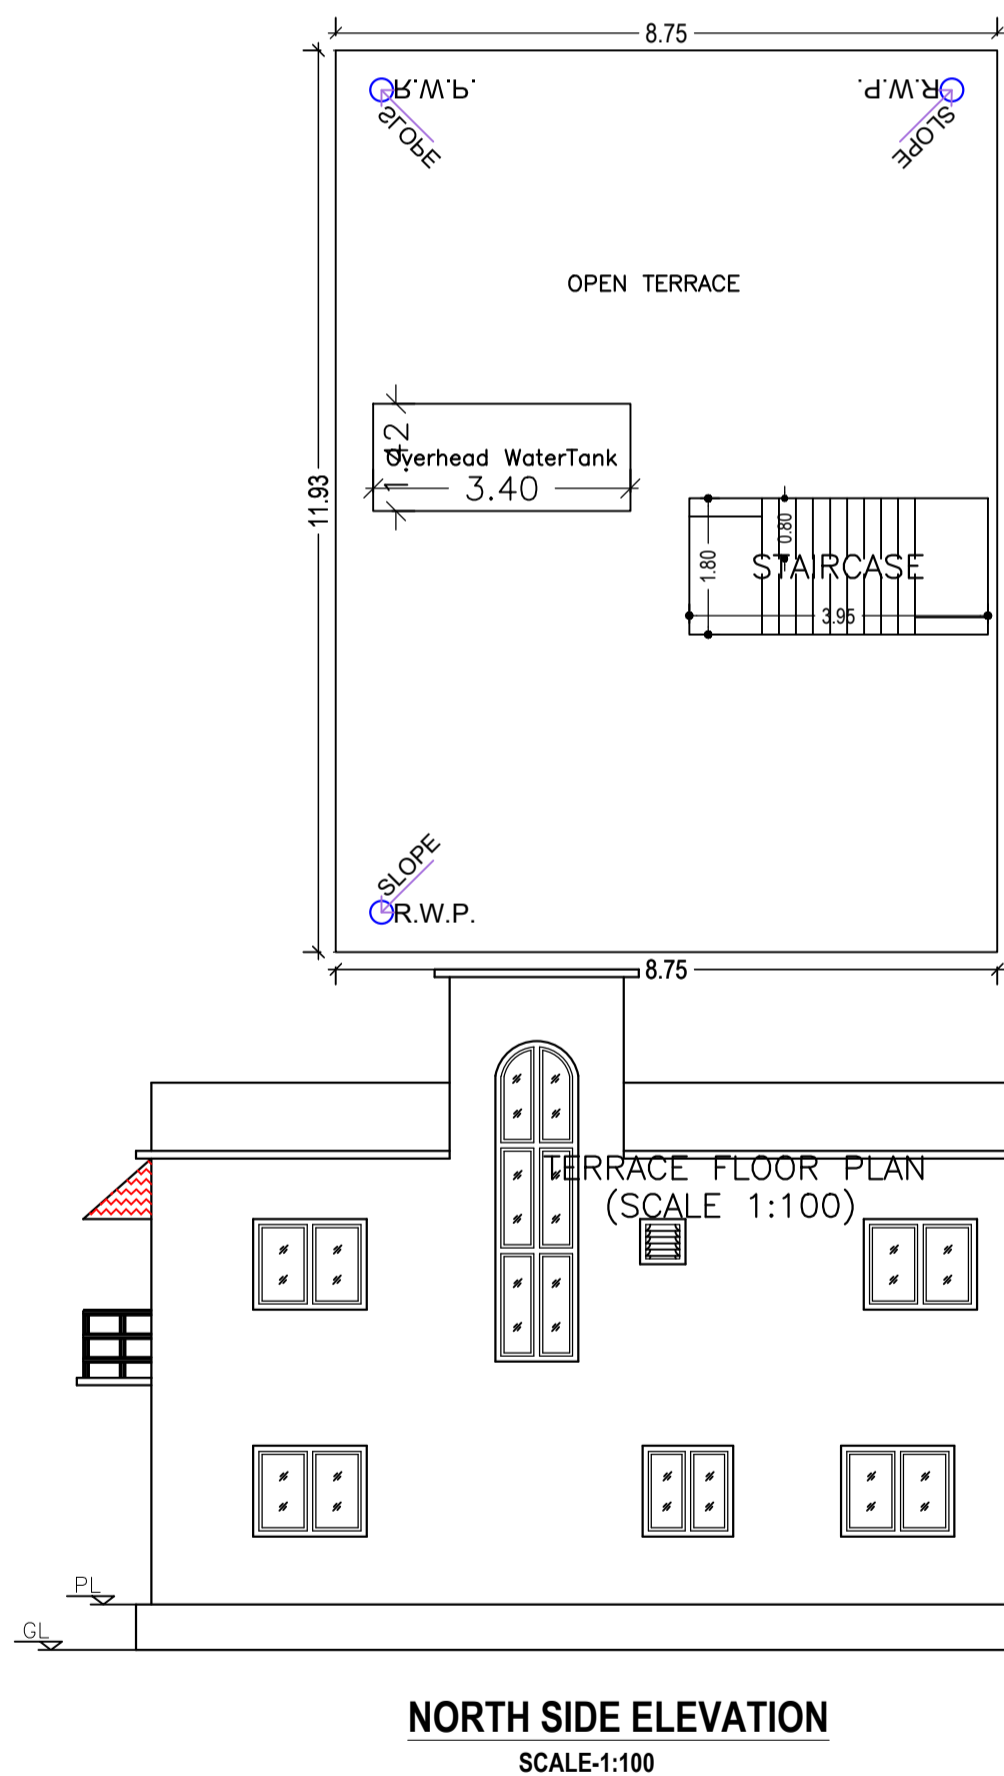 8.75
R.W.P.
R.W.P.
SLOPE
SLOPE
OPEN TERRACE
1.42
Overhead WaterTank
3.40
11.93
0.80
1.80
STAIRCASE
3.95
SLOPE
R.W.P.
8.75
TERRACE FLOOR PLAN
(SCALE 1:100)
PL
GL
NORTH SIDE ELEVATION
SCALE-1:100